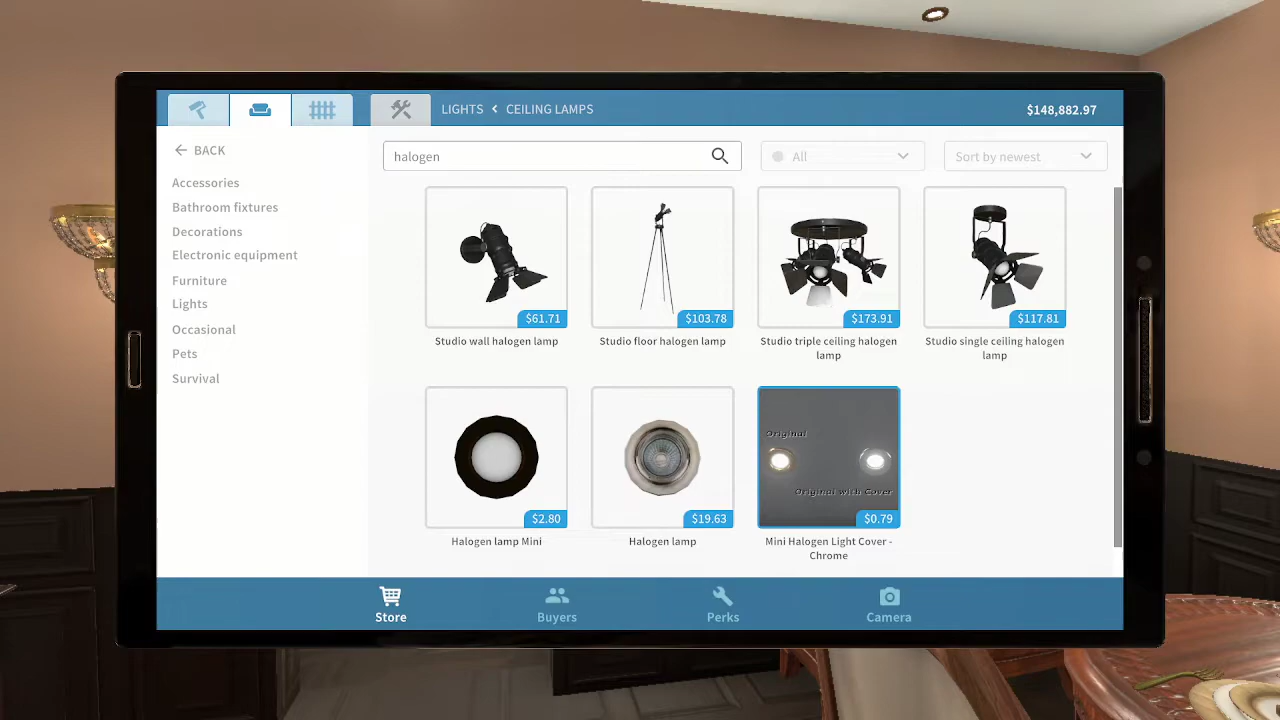 LIGHTS < CEILING LAMPS
$148,882.97
BACK
halogen
All
Sort by newest
Accessories
Bathroom fixtures
Decorations
Electronic equipment
Furniture
Lights
Occasional
Pets
Survival
$61.71
$103.78
$173.91
$117.81
Studio wall halogen lamp
Studio floor halogen lamp
Studio triple ceiling halogen
lamp
Studio single ceiling halogen
lamp
Original
Original with Cover
$2.80
$19.63
$0.79
Halogen lamp Mini
Halogen lamp
Mini Halogen Light Cover -
Chrome
Store
Buyers
Perks
Camera